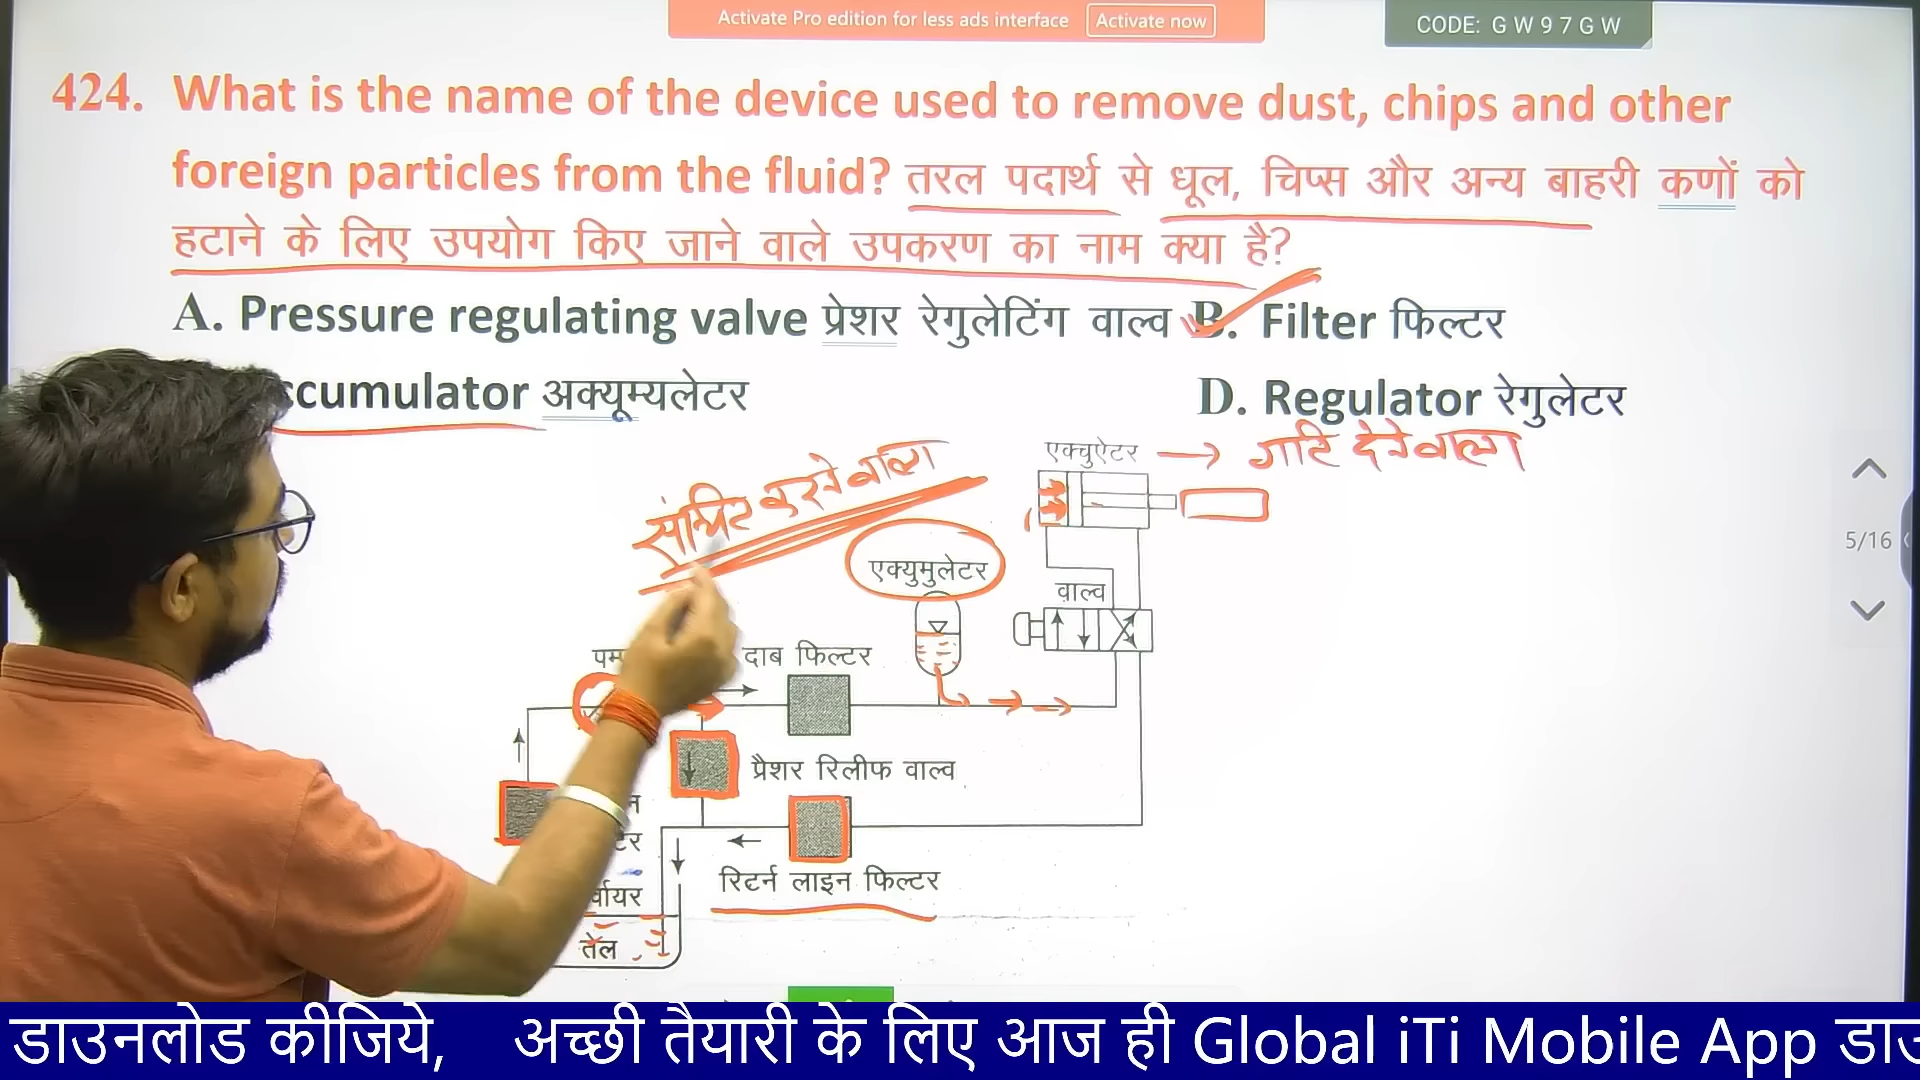 Activate Pro edition for less ads interface Activate now
CODE: G W 9 7 G W
424. What is the name of the device used to remove dust, chips and other
foreign particles from the fluid? तरल पदार्थ से धूल, चिप्स और अन्य बाहरी कणों को
हटाने के लिए उपयोग किए जाने वाले उपकरण का नाम क्या है?
A. Pressure regulating valve प्रेशर रेगुलेटिंग वाल्व B. Filter फिल्टर
ccumulator अक्यूम्यलेटर D. Regulator रेगुलेटर
एक्चुऐटर → गति देने वाला
संचित करने वाला
एक्युमुलेटर
वाल्व
5/16
पम दाब फिल्टर
प्रैशर रिलीफ वाल्व
न
टर
रिटर्न लाइन फिल्टर
र्वायर
तेल
डाउनलोड कीजिये, अच्छी तैयारी के लिए आज ही Global iTi Mobile App डाउ